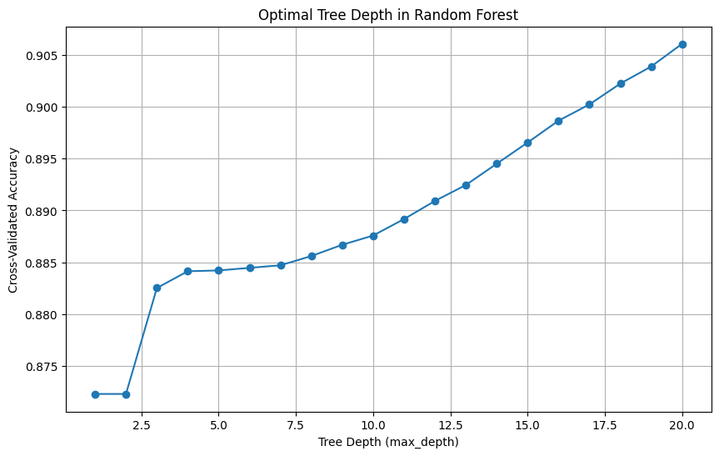 Optimal Tree Depth in Random Forest
Cross-Validated Accuracy
0.905
0.900
0.895
0.890
0.885
0.880
0.875
2.5 5.0 7.5 10.0 12.5 15.0 17.5 20.0
Tree Depth (max_depth)